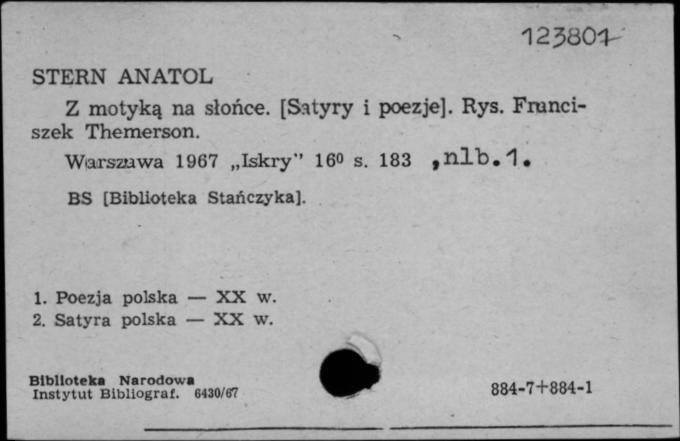 123801
STERN ANATOL
Z motyką na słońce. [Satyry i poezje]. Rys. Franci-
szek Themerson.
Warszawa 1967 „Iskry" 16⁰ s. 183 ,nlb.1.
BS [Biblioteka Stańczyka].
1. Poezja polska — XX w.
2. Satyra polska — XX w.
Biblioteka Narodowa
Instytut Bibliograf. 6430/67
884-7+884-1